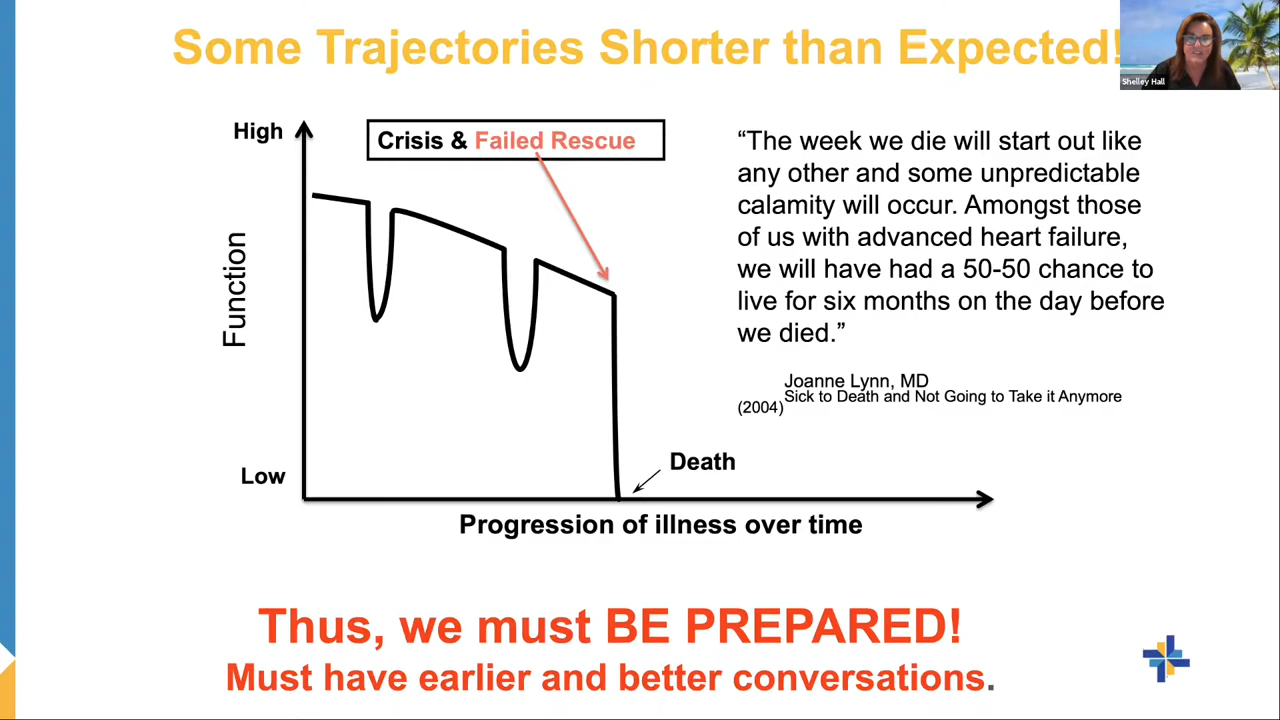 Some Trajectories Shorter than Expected!
Shelley Hall
High
Crisis & Failed Rescue
Function
Low
Death
Progression of illness over time
“The week we die will start out like
any other and some unpredictable
calamity will occur. Amongst those
of us with advanced heart failure,
we will have had a 50-50 chance to
live for six months on the day before
we died.”
Joanne Lynn, MD
Sick to Death and Not Going to Take it Anymore
(2004)
Thus, we must BE PREPARED!
Must have earlier and better conversations.